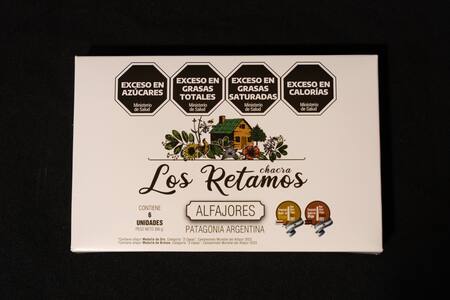 EXCESO EN AZÚCARES
Ministerio de Salud
EXCESO EN GRASAS TOTALES
Ministerio de Salud
EXCESO EN GRASAS SATURADAS
Ministerio de Salud
EXCESO EN CALORÍAS
Ministerio de Salud
chacra
Los Retamos
CONTIENE
6
UNIDADES
ALFAJORES
PATAGONIA ARGENTINA